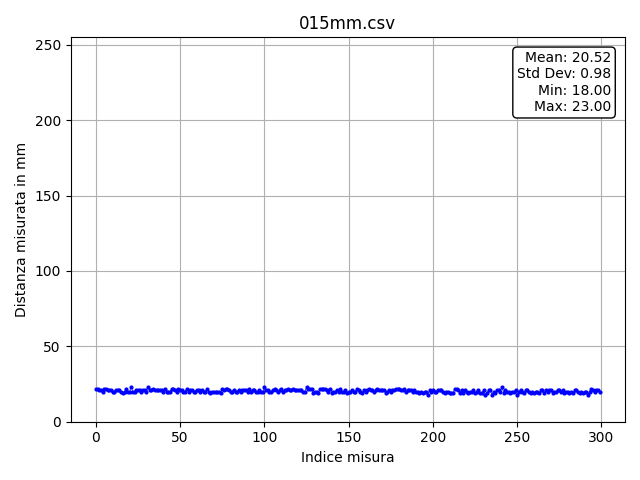 015mm.csv
Mean: 20.52
Std Dev: 0.98
Min: 18.00
Max: 23.00
Distanza misurata in mm
250
200
150
100
50
0
0 50 100 150 200 250 300
Indice misura